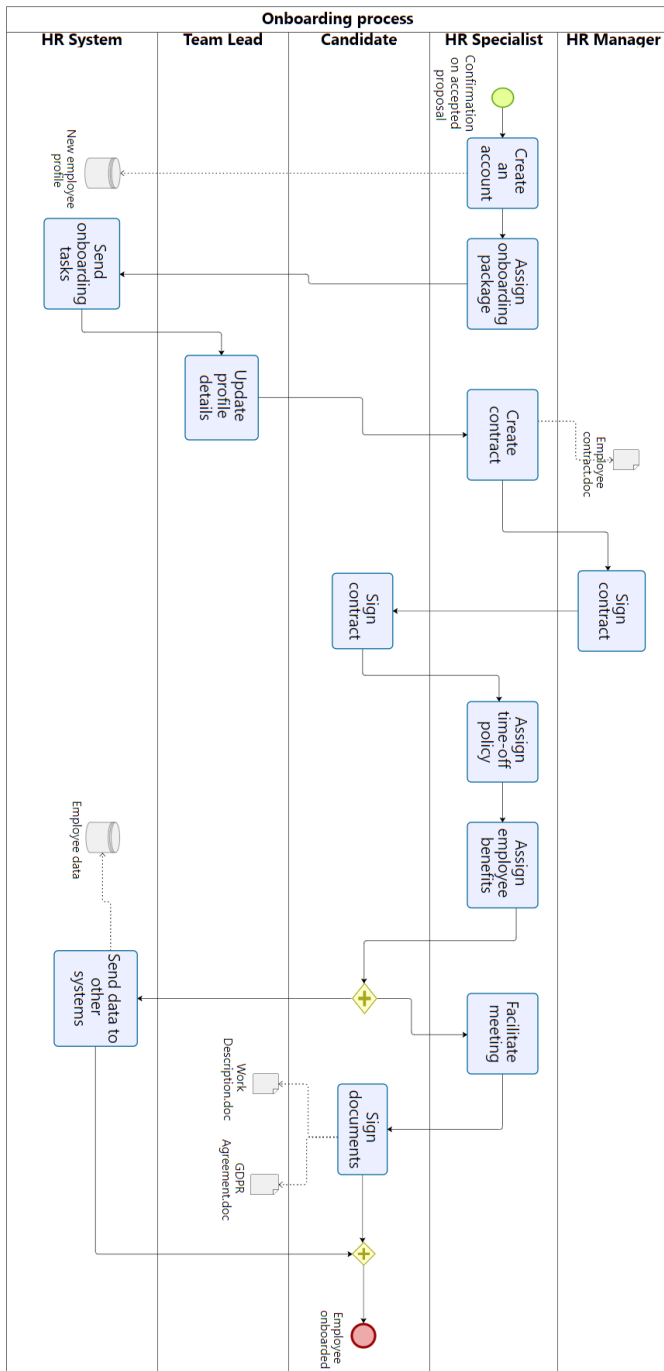 Onboarding process
HR System
Team Lead
Candidate
HR Specialist
HR Manager
Confirmation
on accepted
proposal
Create
an
account
New employee
profile
Assign
onboarding
package
Send
onboarding
tasks
Update
profile
details
Create
contract
Employee
contract.doc
Sign
contract
Sign
contract
Assign
time-off
policy
Assign
employee
benefits
Employee data
Send data to
other
systems
Facilitate
meeting
Work
Description.doc
Sign
documents
GDPR
Agreement.doc
Employee
onboarded